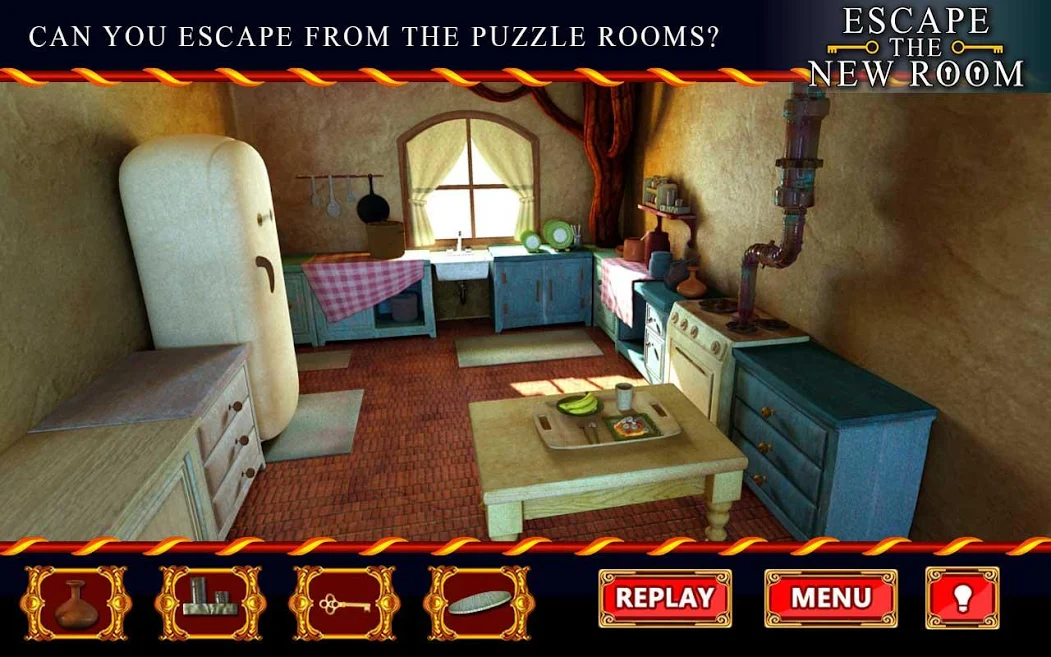 CAN YOU ESCAPE FROM THE PUZZLE ROOMS?
ESCAPE
THE
NEW ROOM
REPLAY
MENU